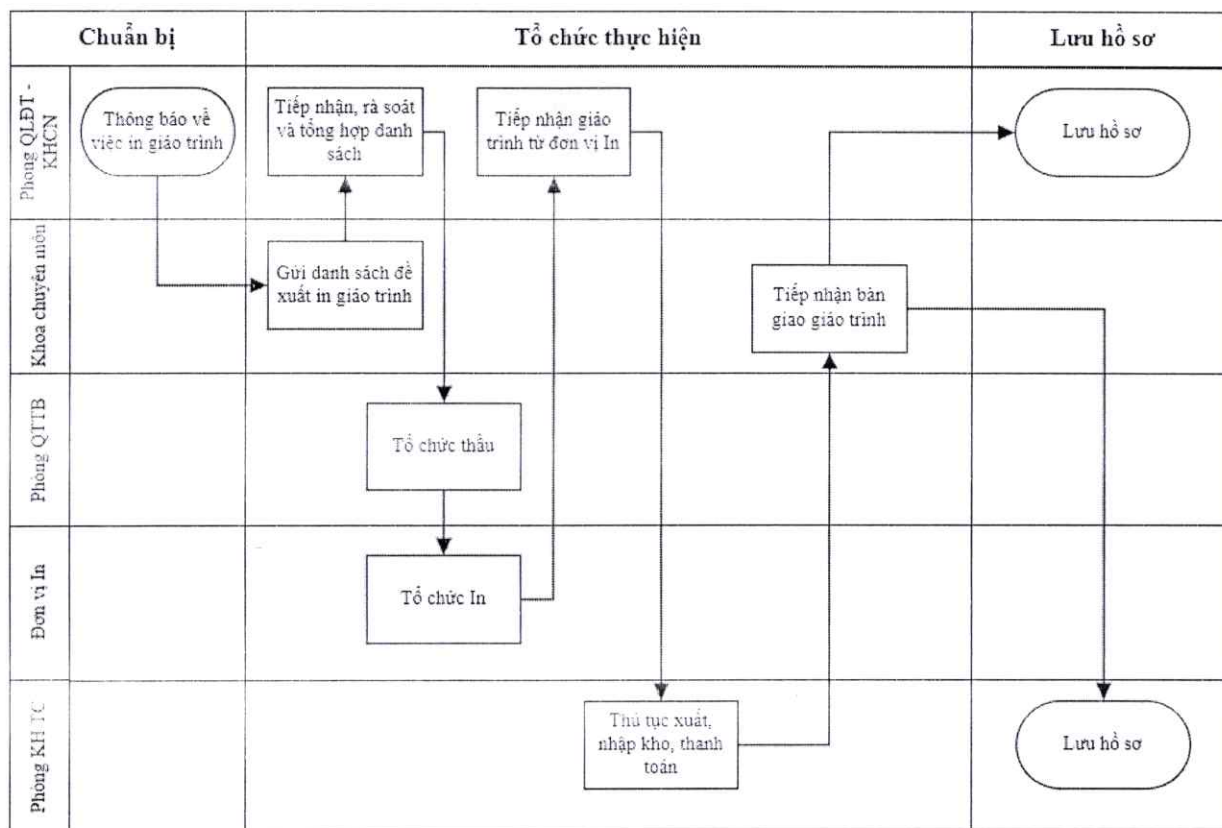 Chuẩn bị
Tổ chức thực hiện
Lưu hồ sơ
Phòng QLĐT -
KHCN
Thông báo về
việc in giáo trình
Tiếp nhận, rà soát
và tổng hợp danh
sách
Tiếp nhận giáo
trình từ đơn vị In
Lưu hồ sơ
Khoa chuyên môn
Gửi danh sách đề
xuất in giáo trình
Tiếp nhận bàn
giao giáo trình
Phòng QTTB
Tổ chức thầu
Đơn vị In
Tổ chức In
Phòng KH TC
Thủ tục xuất,
nhập kho, thanh
toán
Lưu hồ sơ